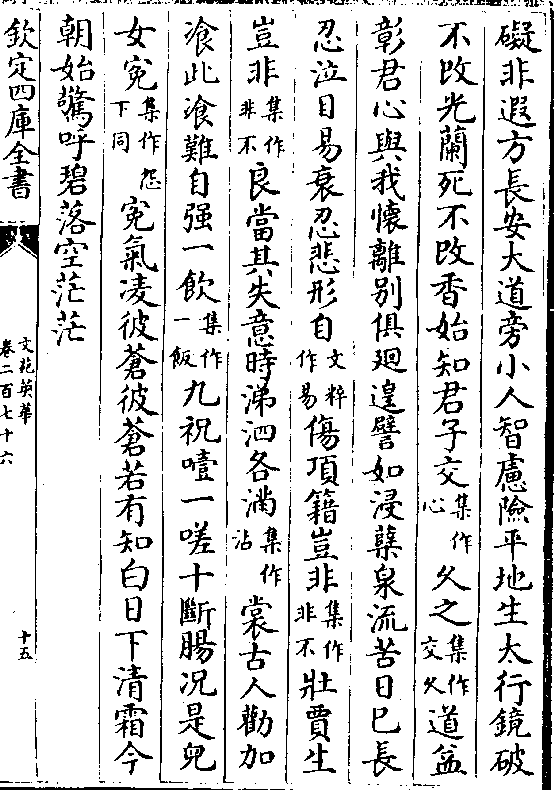 礙非遐方長安大道旁小人智慮險平地生太行鏡破
不改光蘭死不改香始知君子交集作心久之集作交久道益
彰君心與我懷離別俱廻遑譬如浸蘖泉流苦日已長
忍泣目易衰忍悲形自文粹作易傷項籍豈非集作非不壯賈生
豈非集作非不良當其失意時涕泗各滿集作沾裳古人勸加
飡此飡難自强一飲集作一飯九祝噎一嗟十斷腸况是兒
女寃集作怨下同寃氣凌彼蒼彼蒼若有知白日下清霜今
朝始驚呼碧落空茫茫
欽定四庫全書
文苑英華
卷二百七十六
十五